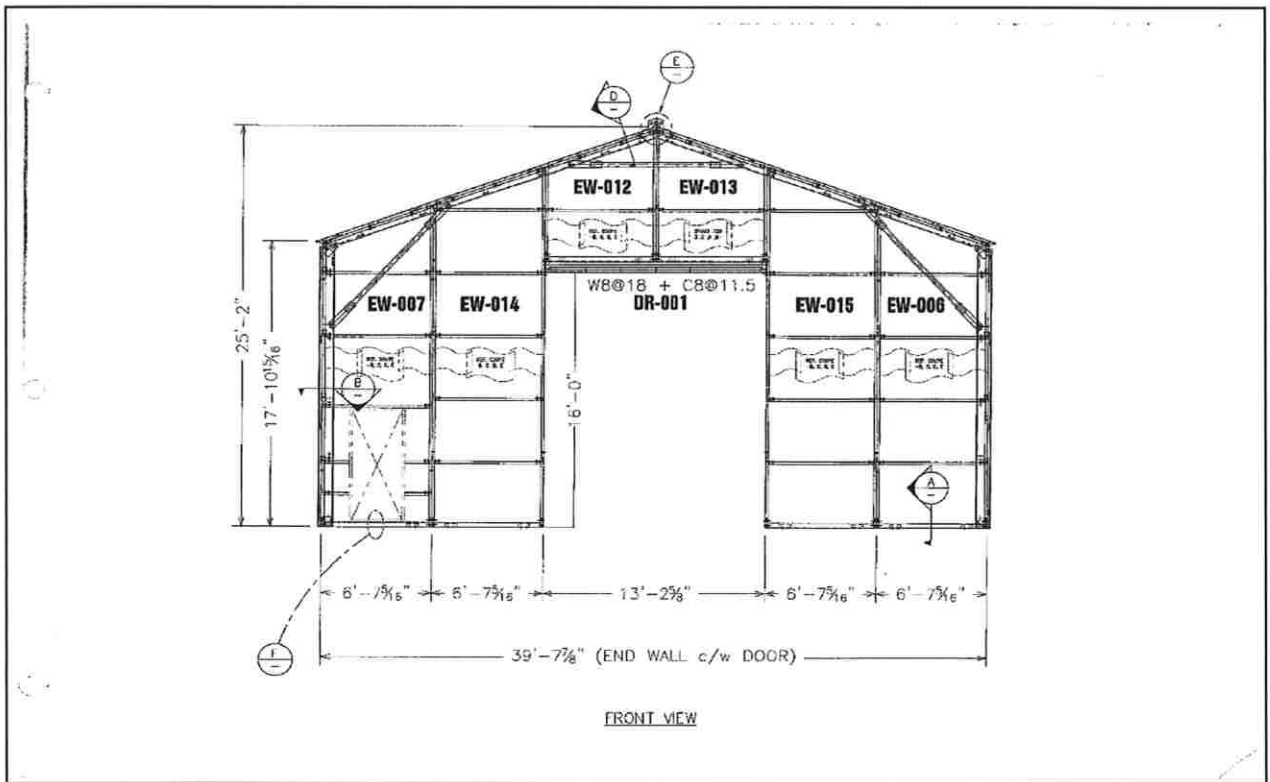 E
D
EW-012
EW-013
W8@18 + C8@11.5
EW-007
EW-014
DR-001
EW-015
EW-006
25'-2"
17'-10 15/16"
16'-0"
B
A
6'-7 5/16"
6'-7 5/16"
13'-2 5/8"
6'-7 5/16"
6'-7 5/16"
F
39'-7 7/8" (END WALL c/w DOOR)
FRONT VIEW